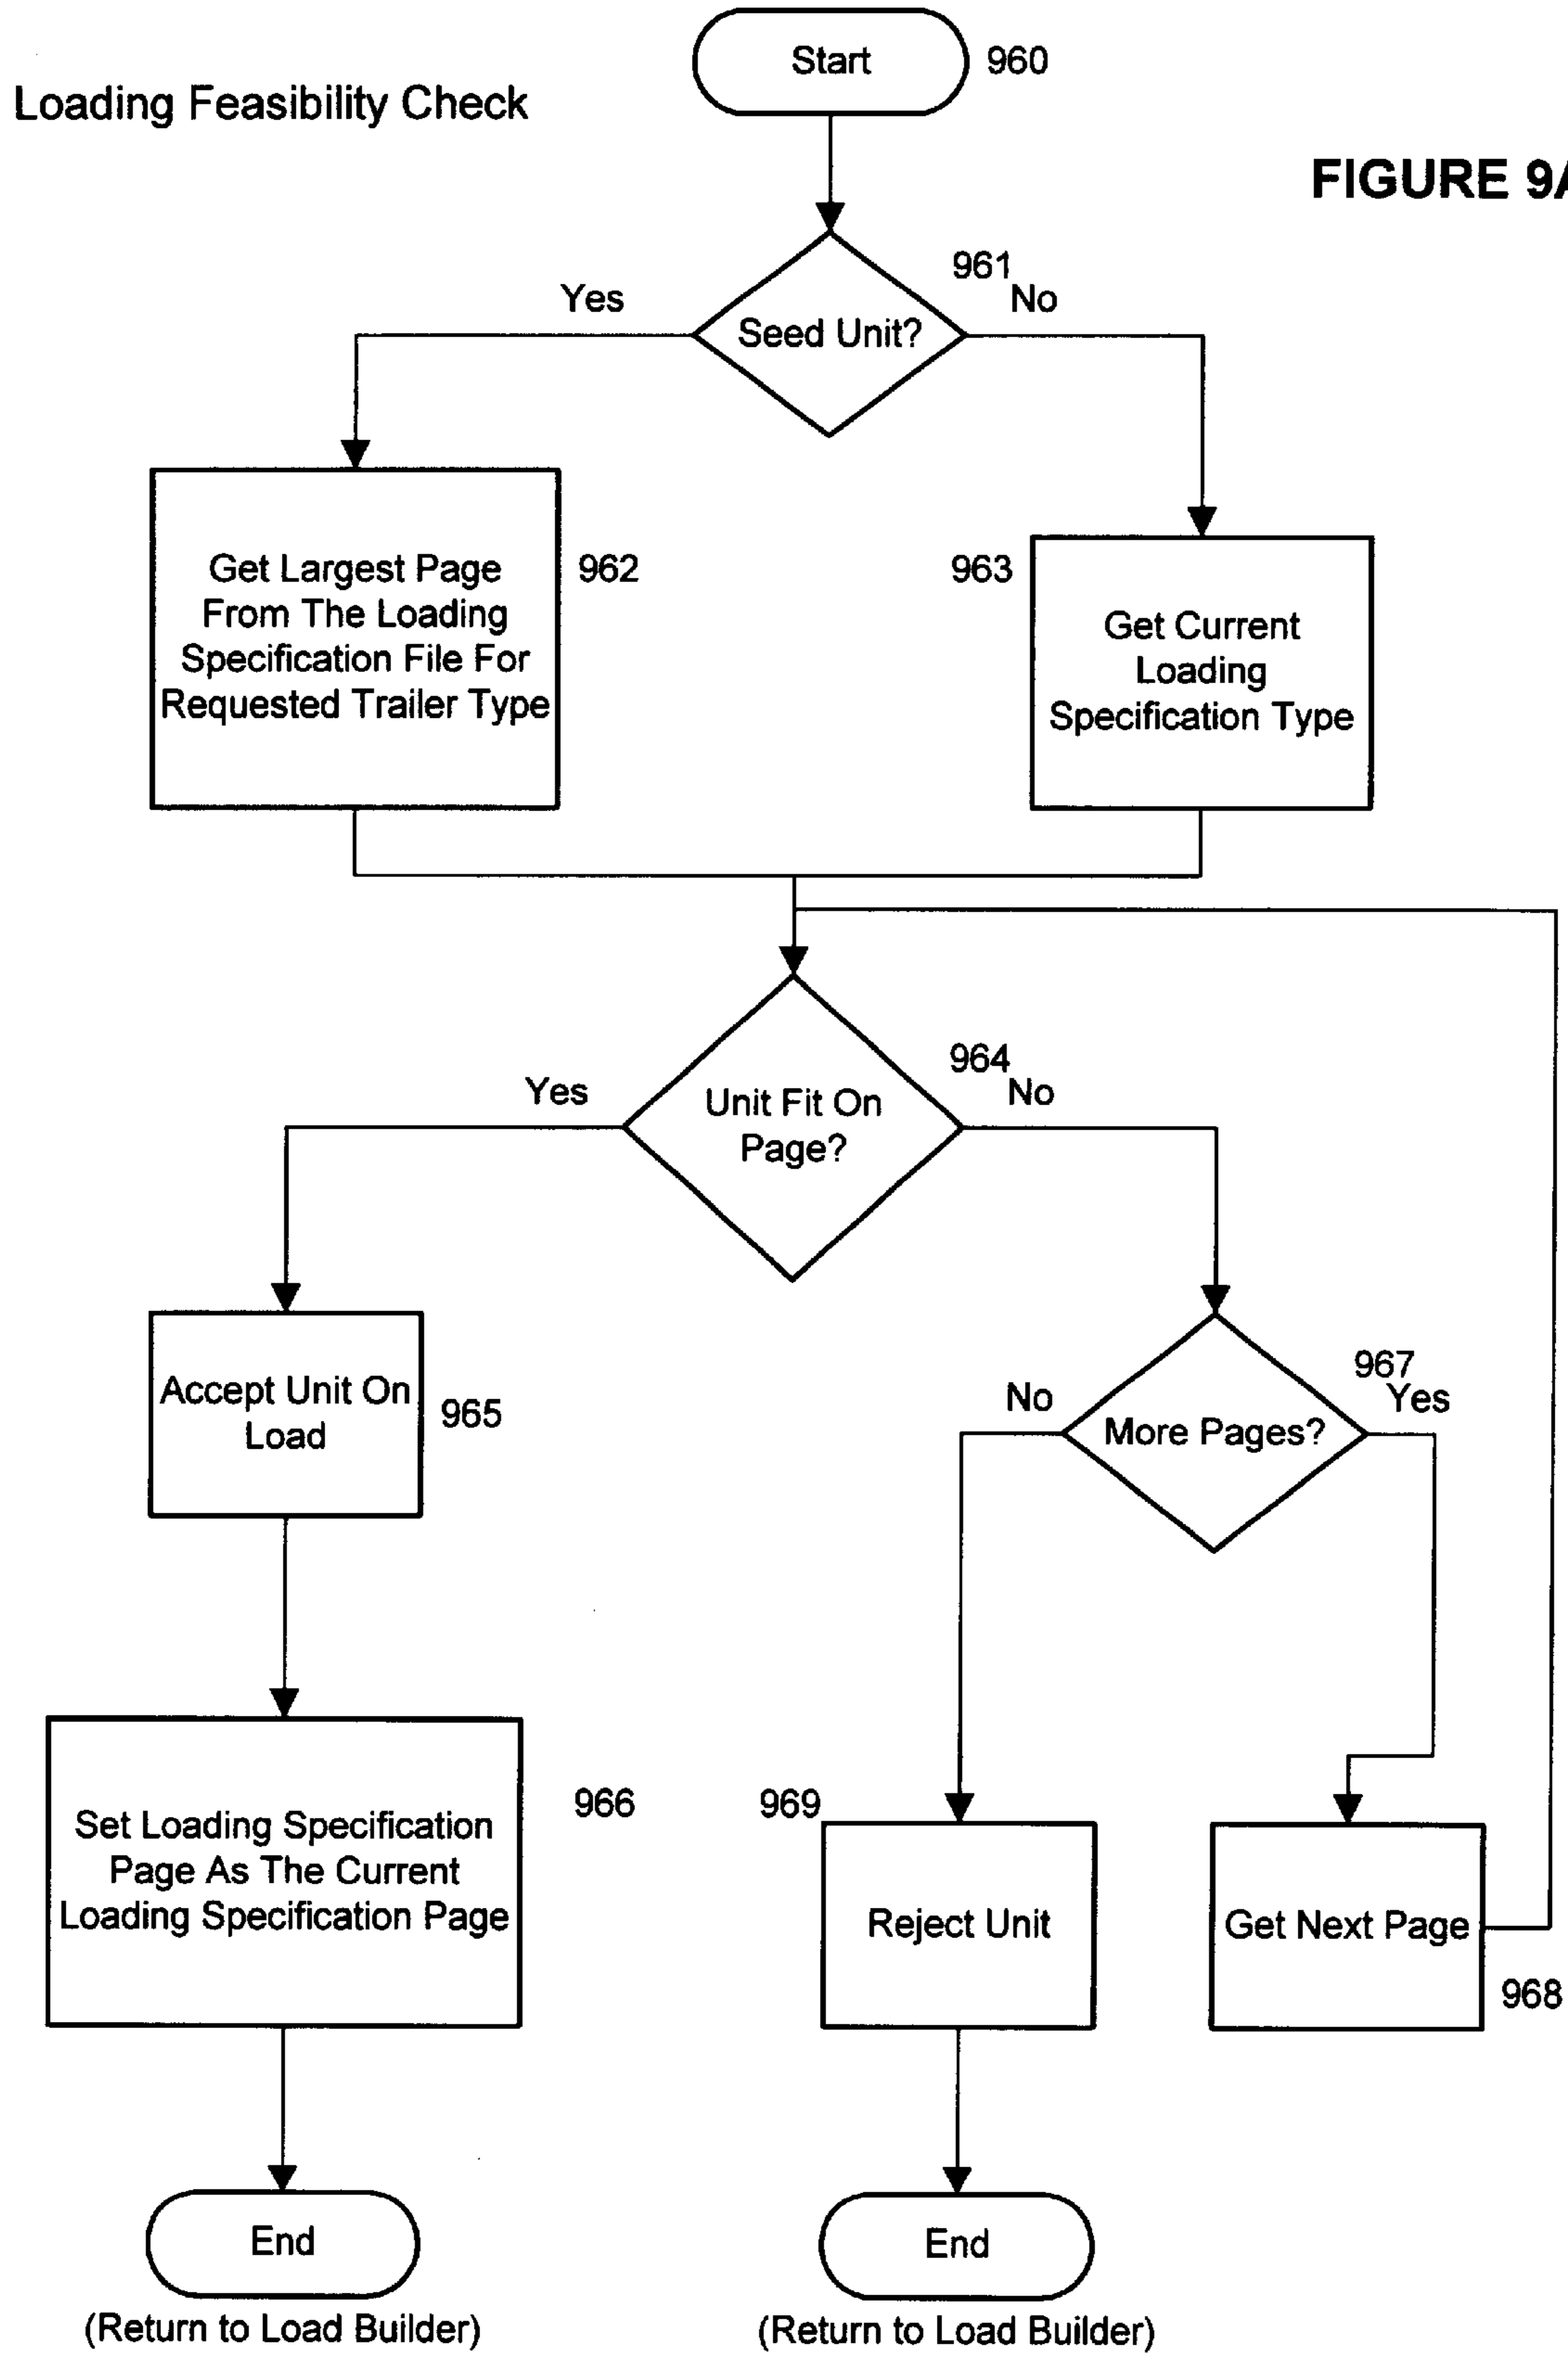 Start
960
Loading Feasibility Check
FIGURE 9A
961
Yes
No
Seed Unit?
Get Largest Page
From The Loading
Specification File For
Requested Trailer Type
962
963
Get Current
Loading
Specification Type
964
Yes
No
Unit Fit On
Page?
Accept Unit On
Load
965
967
No
Yes
More Pages?
Set Loading Specification
Page As The Current
Loading Specification Page
966
969
Reject Unit
Get Next Page
968
End
End
(Return to Load Builder)
(Return to Load Builder)